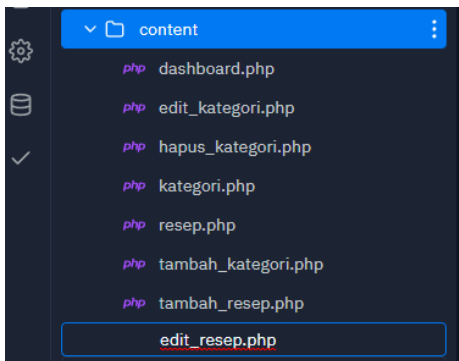 content
php dashboard.php
php edit_kategori.php
php hapus_kategori.php
php kategori.php
php resep.php
php tambah_kategori.php
php tambah_resep.php
edit_resep.php